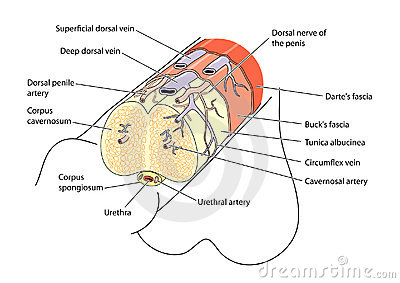 Superficial dorsal vein
Deep dorsal vein
Dorsal nerve of
the penis
Dorsal penile
artery
Darte's fascia
Corpus
cavernosum
Buck's fascia
Tunica albucinea
Circumflex vein
Cavernosal artery
Corpus
spongiosum
Urethral artery
Urethra
dreamstime.com